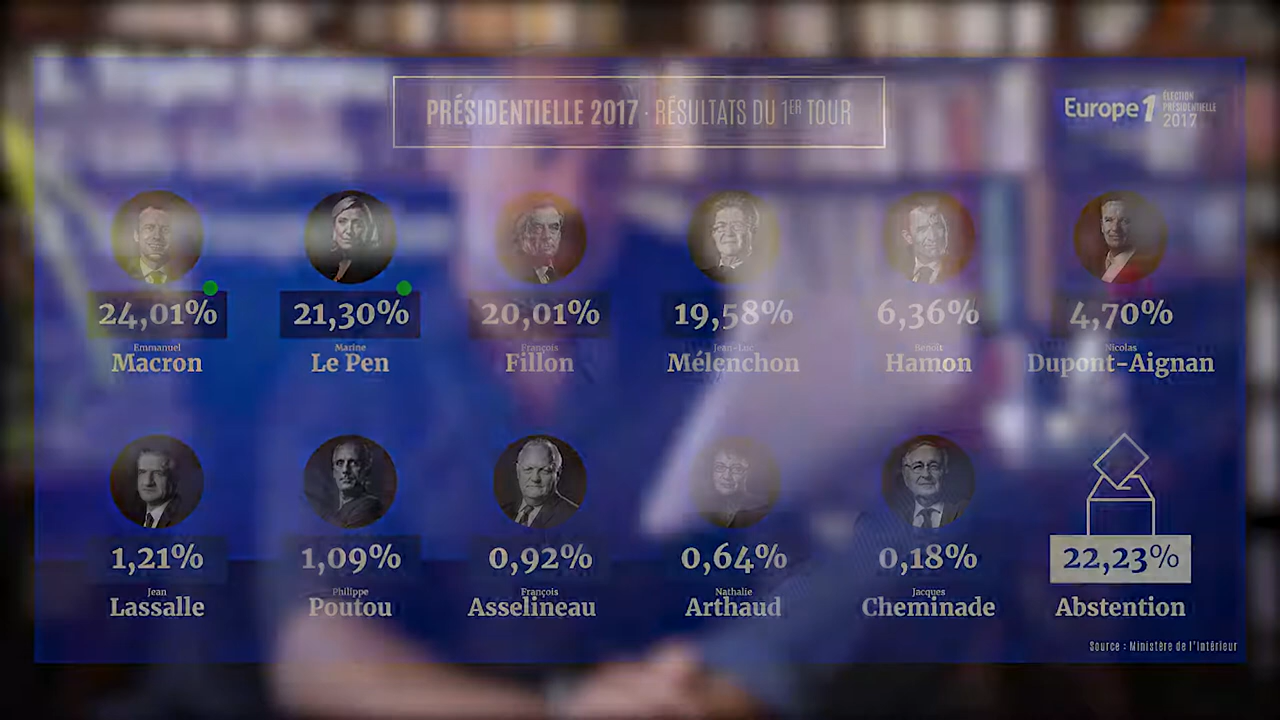 PRÉSIDENTIELLE 2017 · RÉSULTATS DU 1ER TOUR
Europe 1
ÉLECTION
PRÉSIDENTIELLE
2017
24,01% 21,30% 20,01% 19,58% 6,36% 4,70%
Emmanuel Marine François Jean-Luc Benoît Nicolas
Macron Le Pen Fillon Mélenchon Hamon Dupont-Aignan
1,21% 1,09% 0,92% 0,64% 0,18% 22,23%
Jean Philippe François Nathalie Jacques
Lassalle Poutou Asselineau Arthaud Cheminade Abstention
Source : Ministère de l'Intérieur